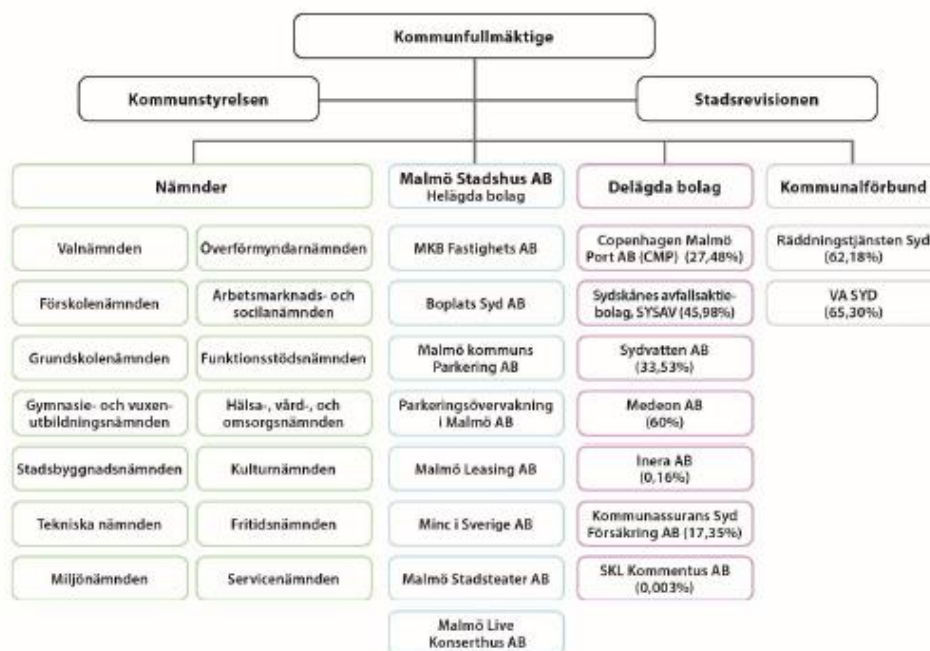 Kommunfullmäktige
Kommunstyrelsen
Stadsrevisionen
Nämnder
Valnämnden
Överförmyndarnämnden
Förskolenämnden
Arbetsmarknads- och
socilanämnden
Grundskolenämnden
Funktionsstödsnämnden
Gymnasie- och vuxen-
utbildningsnämnden
Hälsa-, vård-, och
omsorgsnämnden
Stadsbyggnadsnämnden
Kulturnämnden
Tekniska nämnden
Fritidsnämnden
Miljönämnden
Servicenämnden
Malmö Stadshus AB
Helägda bolag
MKB Fastighets AB
Boplats Syd AB
Malmö kommuns
Parkering AB
Parkeringsövervakning
i Malmö AB
Malmö Leasing AB
Minc i Sverige AB
Malmö Stadsteater AB
Malmö Live
Konserthus AB
Delägda bolag
Copenhagen Malmö
Port AB (CMP) (27,48%)
Sydskånes avfallsaktie-
bolag, SYSAV (45,98%)
Sydvatten AB
(33,53%)
Medeon AB
(60%)
Inera AB
(0,16%)
Kommunassurans Syd
Försäkring AB (17,35%)
SKL Kommentus AB
(0,003%)
Kommunalförbund
Räddningstjänsten Syd
(62,18%)
VA SYD
(65,30%)